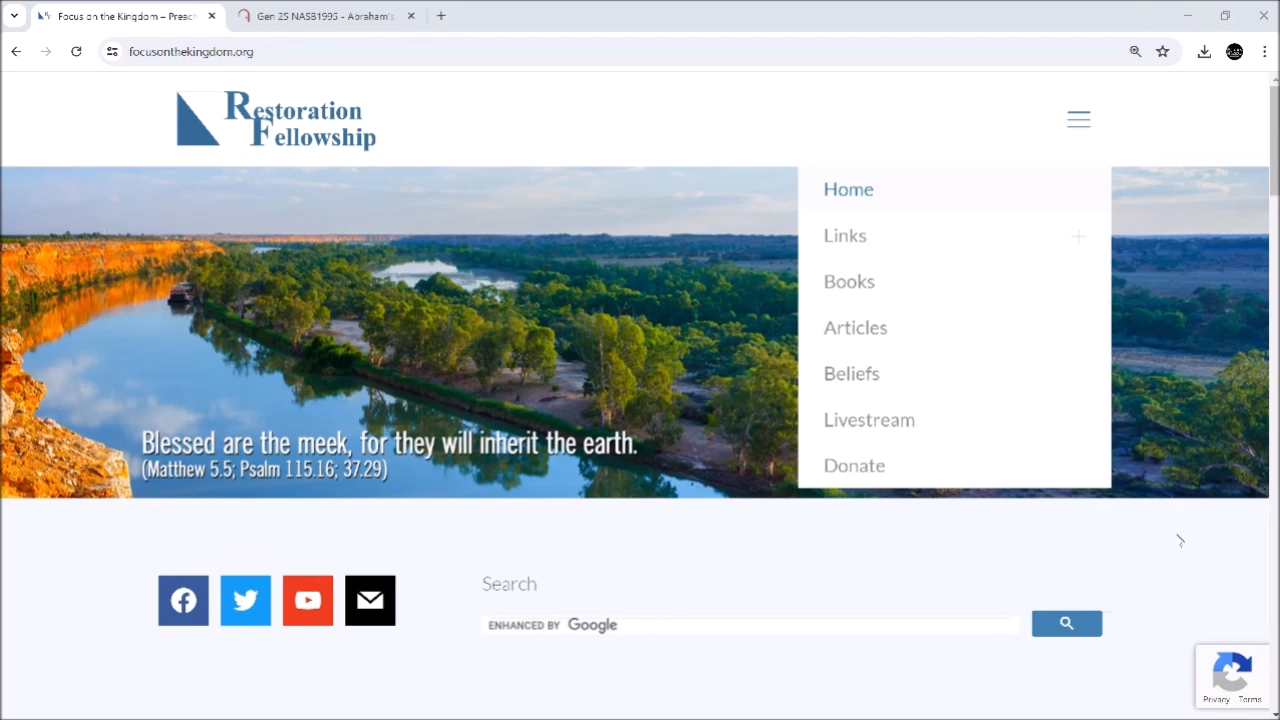 Focus on the Kingdom – Preach
Gen 25 NASB1995 - Abraham's
focusonthekingdom.org
Restoration
Fellowship
Home
Links
Books
Articles
Beliefs
Livestream
Donate
Blessed are the meek, for they will inherit the earth.
(Matthew 5.5; Psalm 115.16; 37.29)
Search
ENHANCED BY Google
Privacy - Terms